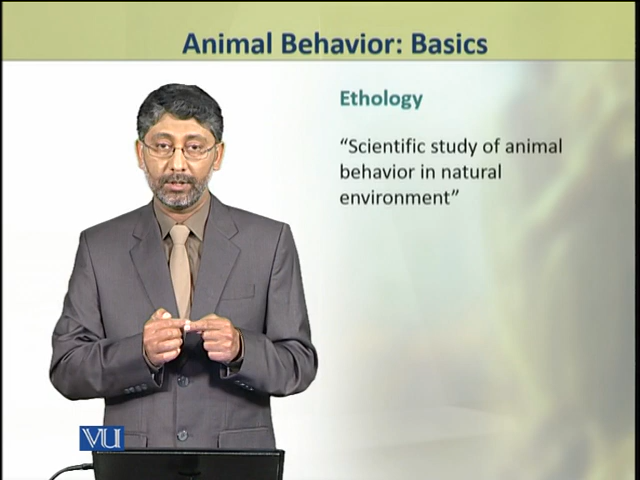 Animal Behavior: Basics
Ethology
“Scientific study of animal
behavior in natural
environment”
VU